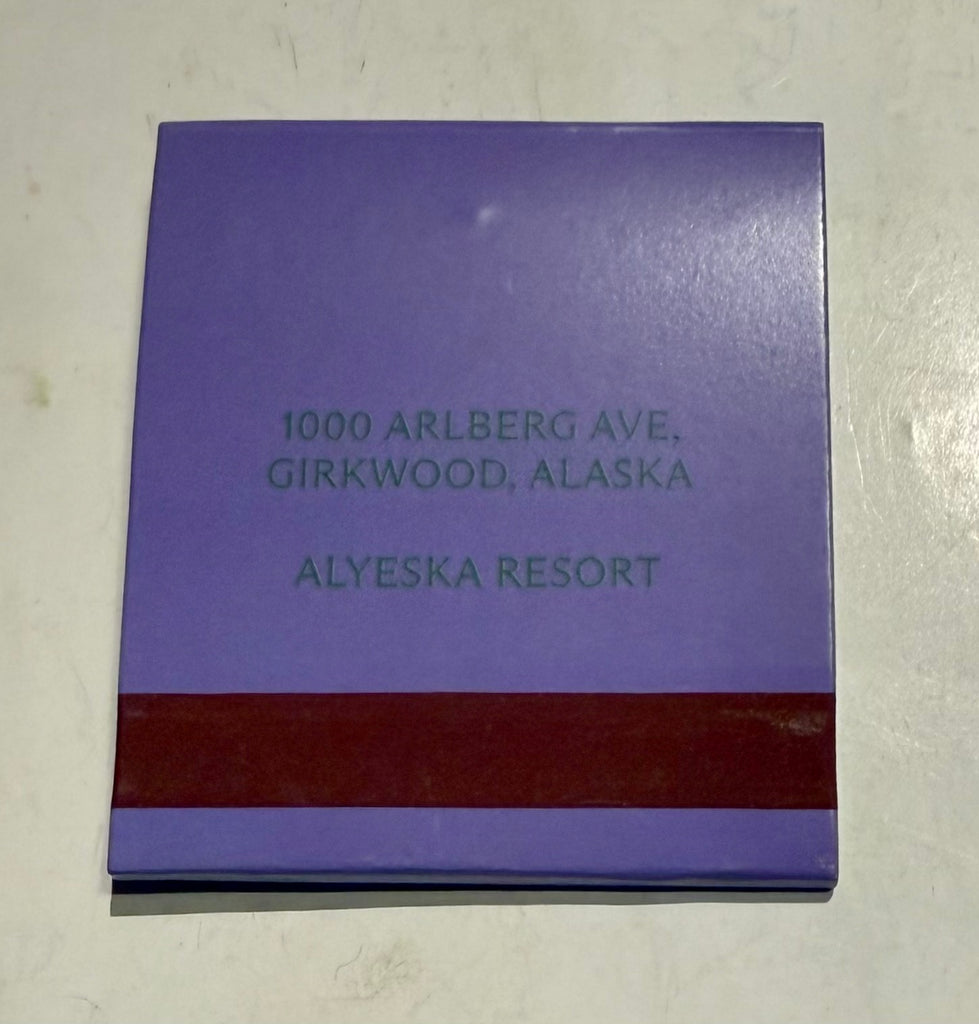 1000 ARLBERG AVE,
GIRKWOOD, ALASKA
ALYESKA RESORT